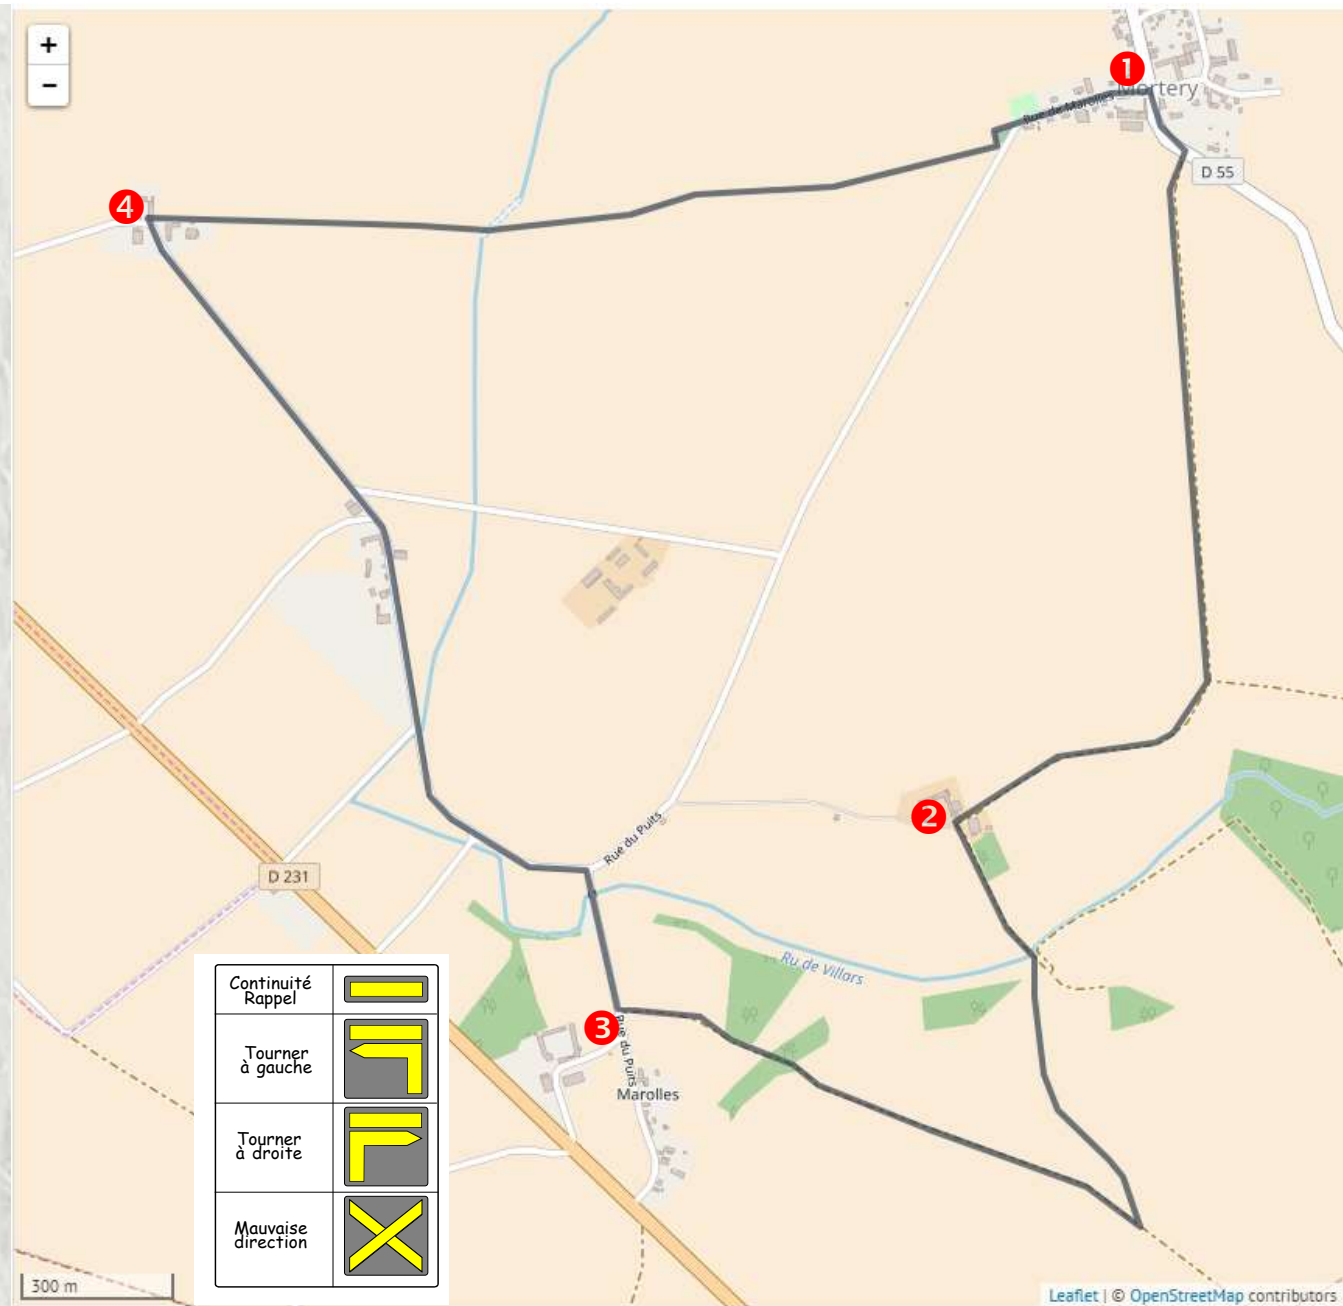 +
−
1
Mortery
Rue de Marolles
D 55
4
2
Rue du Puits
D 231
Ru de Villars
3
Rue du Puits
Marolles
Continuité
Rappel
Tourner
à gauche
Tourner
à droite
Mauvaise
direction
300 m
Leaflet | © OpenStreetMap contributors